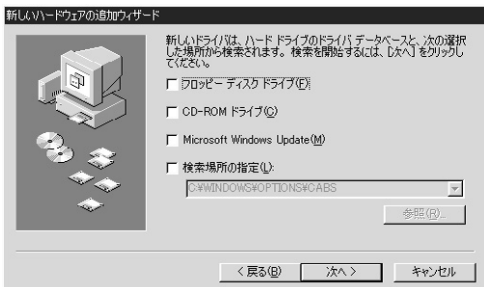 新しいハードウェアの追加ウィザード
新しいドライバは、ハード ドライブのドライバ データベースと、次の選択
した場所から検索されます。検索を開始するには、[次へ] をクリックし
てください。
フロッピー ディスク ドライブ(F)
CD-ROM ドライブ(C)
Microsoft Windows Update(M)
検索場所の指定(L):
C:¥WINDOWS¥OPTIONS¥CABS
参照(R)...
< 戻る(B)
次へ >
キャンセル